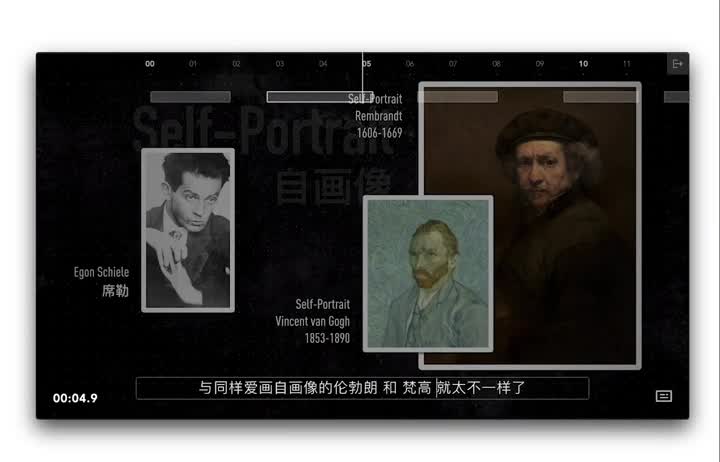 00 01 02 03 04 05 06 07 08 09 10 11
Self-Portrait
自画像
Self-Portrait
Rembrandt
1606-1669
Egon Schiele
席勒
Self-Portrait
Vincent van Gogh
1853-1890
与同样爱画自画像的伦勃朗 和 梵高 就太不一样了
00:04.9